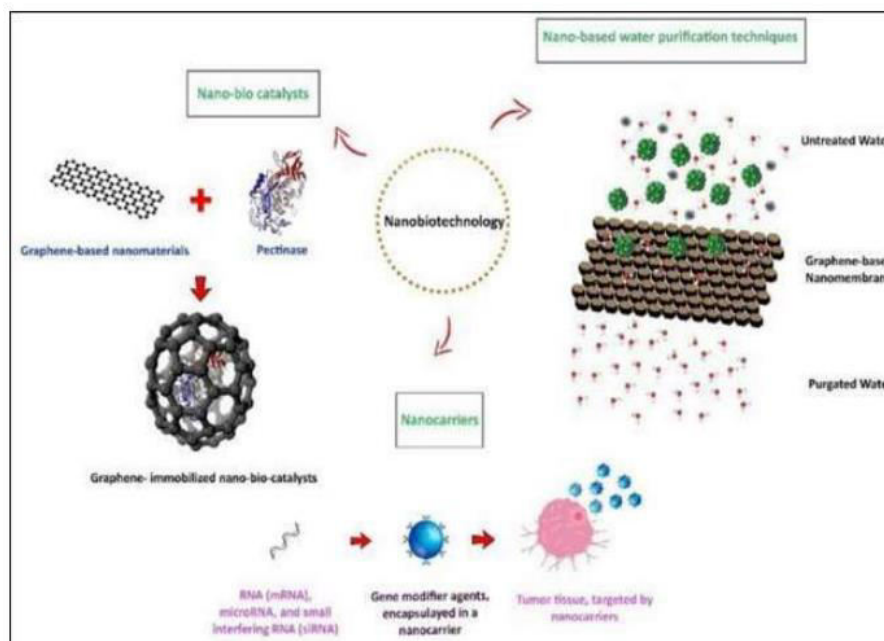 Nano-based water purification techniques
Nano-bio catalysts
Untreated Wate
Nanobiotechnology
Graphene-based nanomaterials
Pectinase
Graphene-base
Nanomembran
Purgated Wate
Nanocarriers
Graphene- immobilized nano-bio-catalysts
RNA (mRNA),
microRNA, and small
interfering RNA (siRNA)
Gene modifier agents,
encapsulayed in a
nanocarrier
Tumor tissue, targeted by
nanocarriers